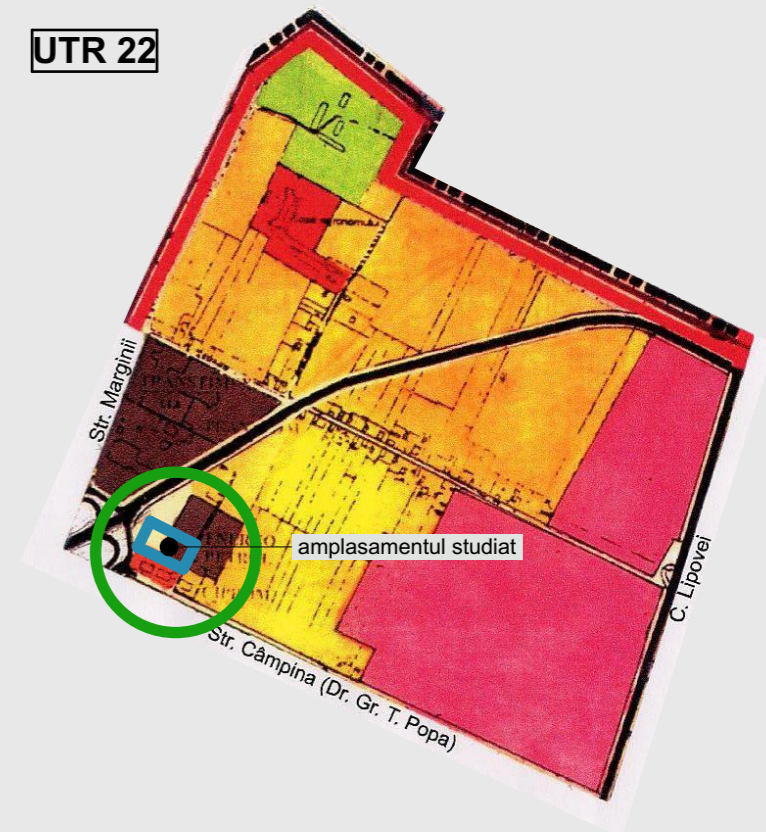 UTR 22
Str. Marginii
amplasamentul studiat
C. Lipovei
Str. Câmpina (Dr. Gr. T. Popa)